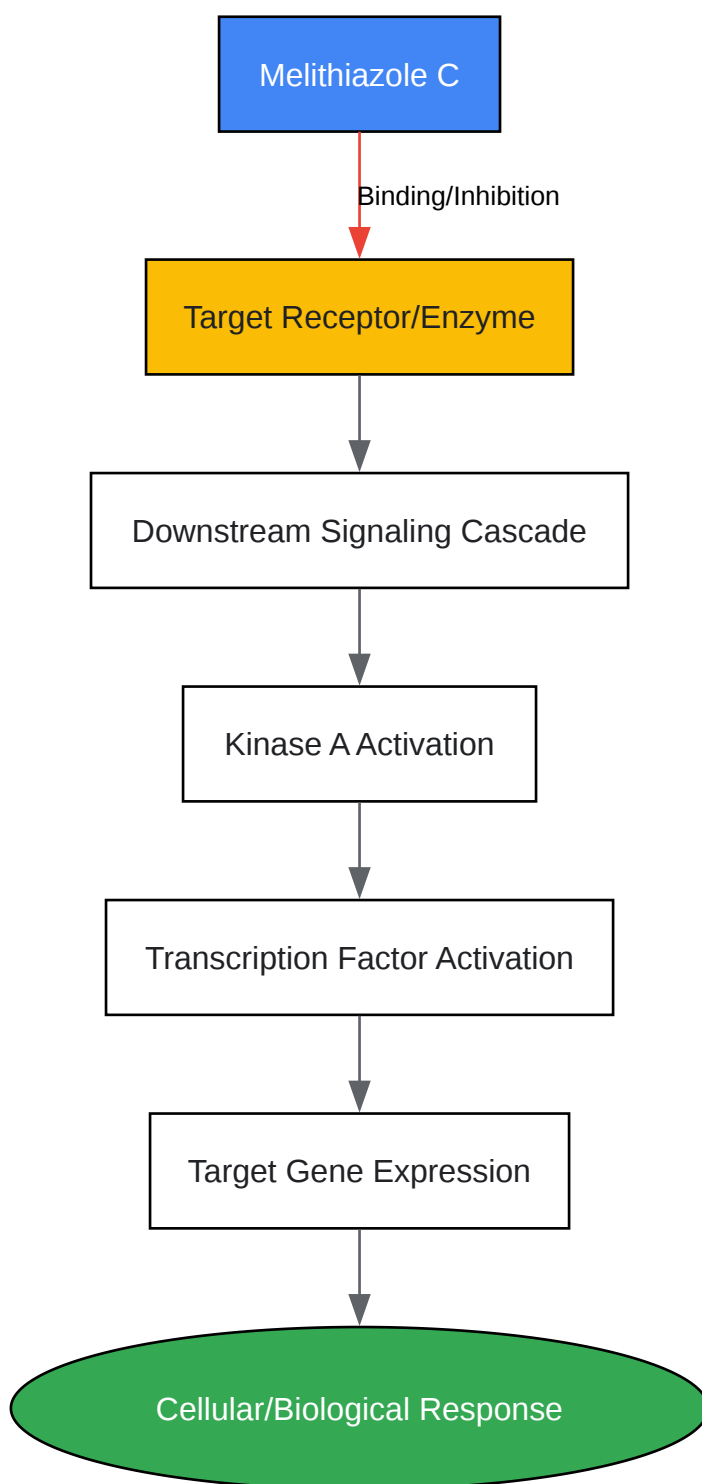 Melithiazole C
Binding/Inhibition
Target Receptor/Enzyme
Downstream Signaling Cascade
Kinase A Activation
Transcription Factor Activation
Target Gene Expression
Cellular/Biological Response